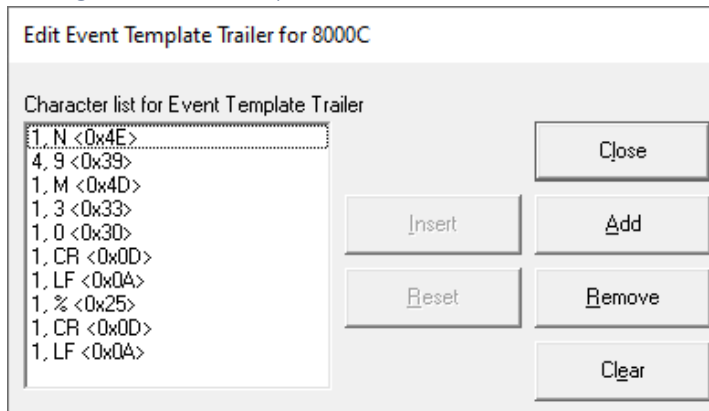 Edit Event Template Trailer for 8000C
Character list for Event Template Trailer
1, N <0x4E>
4, 9 <0x39>
1, M <0x4D>
1, 3 <0x33>
1, 0 <0x30>
1, CR <0x0D>
1, LF <0x0A>
1, % <0x25>
1, CR <0x0D>
1, LF <0x0A>
Close
Insert
Add
Reset
Remove
Clear